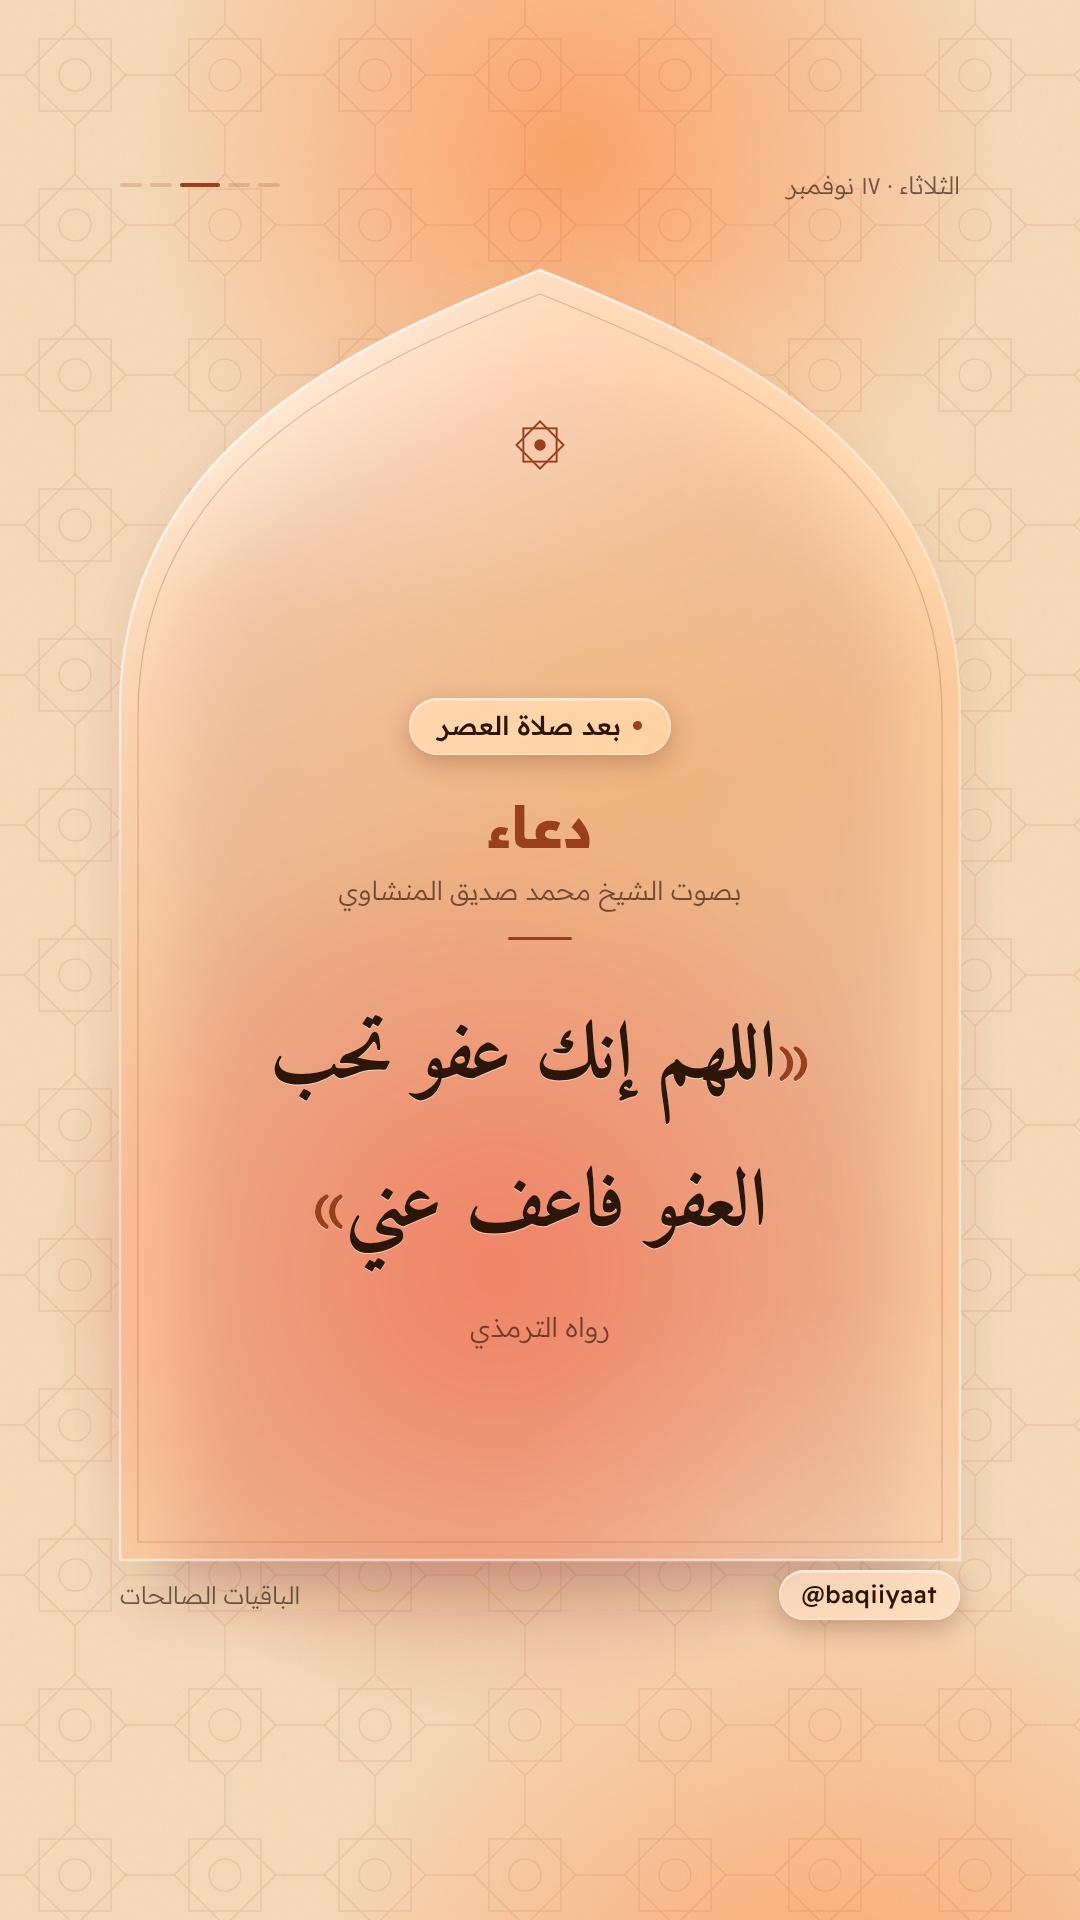 الثلاثاء · ١٧ نوفمبر
بعد صلاة العصر
دعاء
بصوت الشيخ محمد صديق المنشاوي
«اللهم إنك عفو تحب
العفو فاعف عني»
رواه الترمذي
@baqiiyaat
الباقيات الصالحات